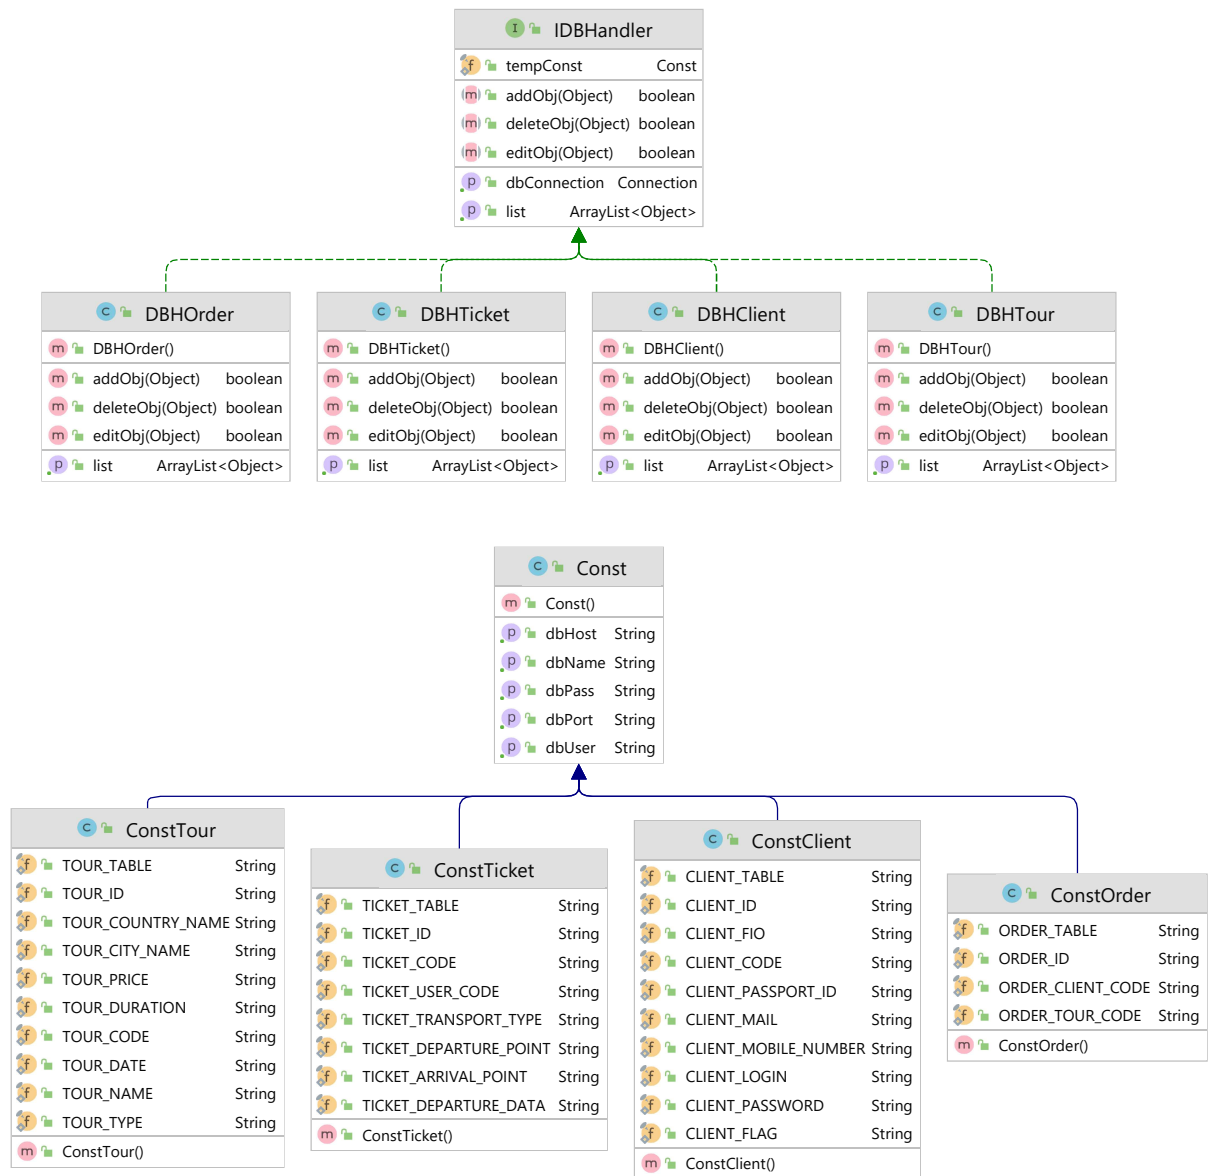 IDBHandler
tempConst Const
addObj(Object) boolean
deleteObj(Object) boolean
editObj(Object) boolean
dbConnection Connection
list ArrayList<Object>
DBHOrder
DBHOrder()
addObj(Object) boolean
deleteObj(Object) boolean
editObj(Object) boolean
list ArrayList<Object>
DBHTicket
DBHTicket()
addObj(Object) boolean
deleteObj(Object) boolean
editObj(Object) boolean
list ArrayList<Object>
DBHClient
DBHClient()
addObj(Object) boolean
deleteObj(Object) boolean
editObj(Object) boolean
list ArrayList<Object>
DBHTour
DBHTour()
addObj(Object) boolean
deleteObj(Object) boolean
editObj(Object) boolean
list ArrayList<Object>
Const
Const()
dbHost String
dbName String
dbPass String
dbPort String
dbUser String
ConstTour
TOUR_TABLE String
TOUR_ID String
TOUR_COUNTRY_NAME String
TOUR_CITY_NAME String
TOUR_PRICE String
TOUR_DURATION String
TOUR_CODE String
TOUR_DATE String
TOUR_NAME String
TOUR_TYPE String
ConstTour()
ConstTicket
TICKET_TABLE String
TICKET_ID String
TICKET_CODE String
TICKET_USER_CODE String
TICKET_TRANSPORT_TYPE String
TICKET_DEPARTURE_POINT String
TICKET_ARRIVAL_POINT String
TICKET_DEPARTURE_DATA String
ConstTicket()
ConstClient
CLIENT_TABLE String
CLIENT_ID String
CLIENT_FIO String
CLIENT_CODE String
CLIENT_PASSPORT_ID String
CLIENT_MAIL String
CLIENT_MOBILE_NUMBER String
CLIENT_LOGIN String
CLIENT_PASSWORD String
CLIENT_FLAG String
ConstClient()
ConstOrder
ORDER_TABLE String
ORDER_ID String
ORDER_CLIENT_CODE String
ORDER_TOUR_CODE String
ConstOrder()